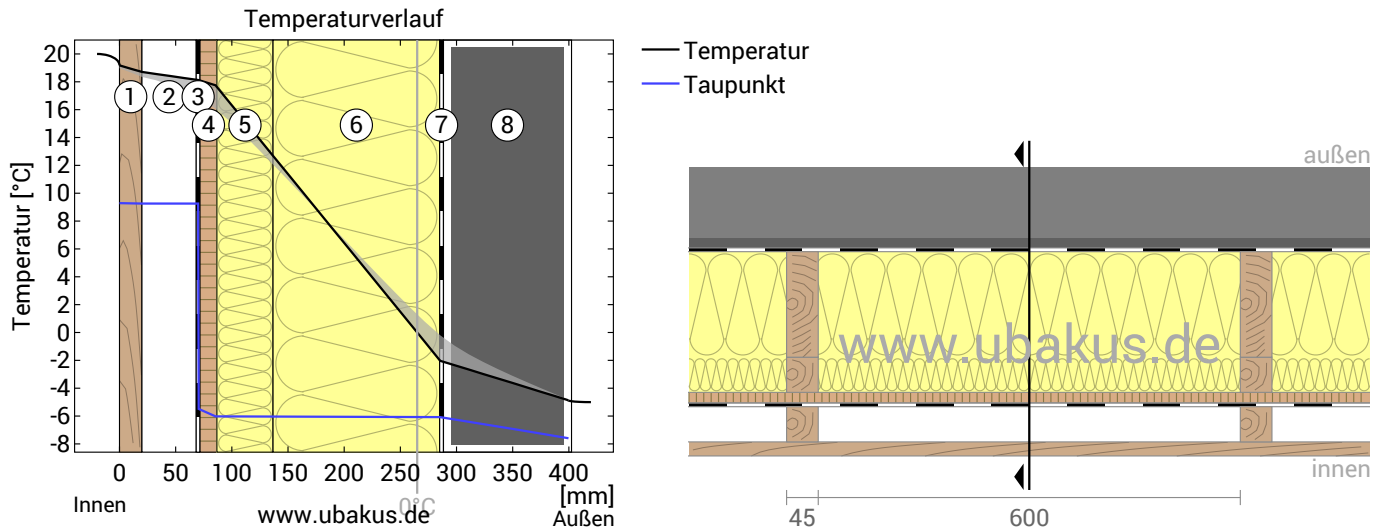 Temperaturverlauf
Temperatur [°C]
20
18
16
14
12
10
8
6
4
2
0
-2
-4
-6
-8
1
2
3
4
5
6
7
8
0 50 100 150 200 250 300 350 400
[mm]
Innen
0°C
Außen
www.ubakus.de
Temperatur
Taupunkt
außen
www.ubakus.de
innen
45 600